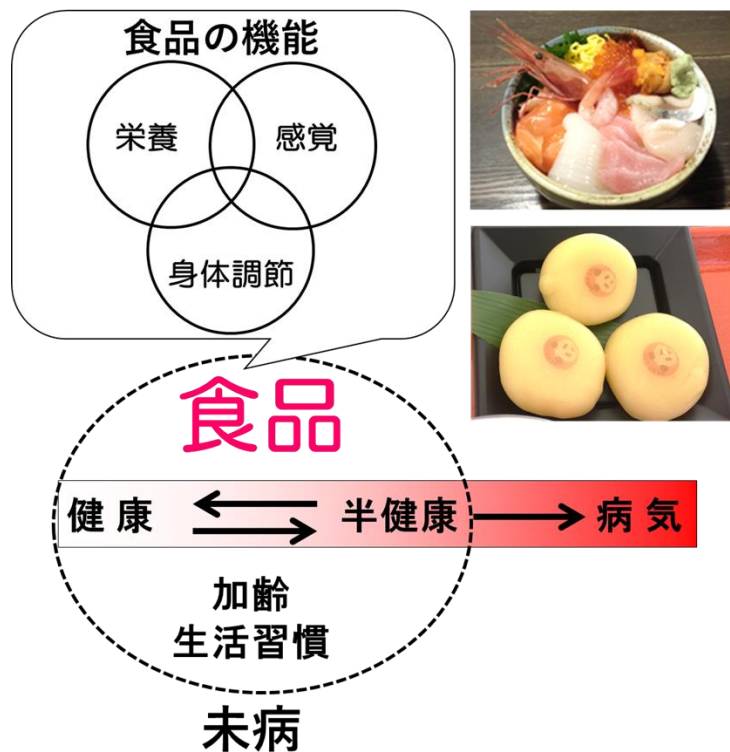 食品の機能
栄養
感覚
身体調節
食品
健康
半健康
病気
加齢
生活習慣
未病